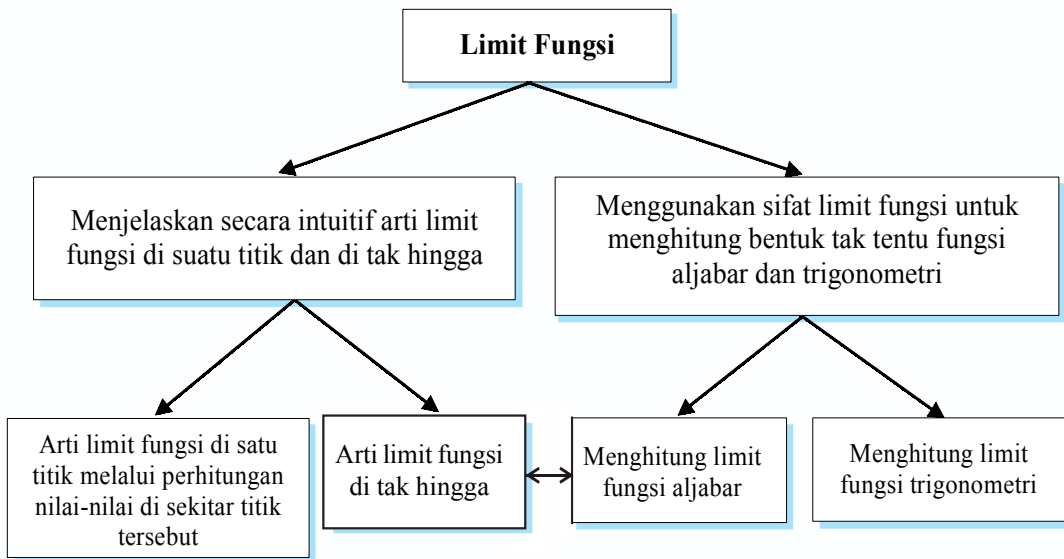 Limit Fungsi
Menjelaskan secara intuitif arti limit
fungsi di suatu titik dan di tak hingga
Menggunakan sifat limit fungsi untuk
menghitung bentuk tak tentu fungsi
aljabar dan trigonometri
Arti limit fungsi di satu
titik melalui perhitungan
nilai-nilai di sekitar titik
tersebut
Arti limit fungsi
di tak hingga
Menghitung limit
fungsi aljabar
Menghitung limit
fungsi trigonometri